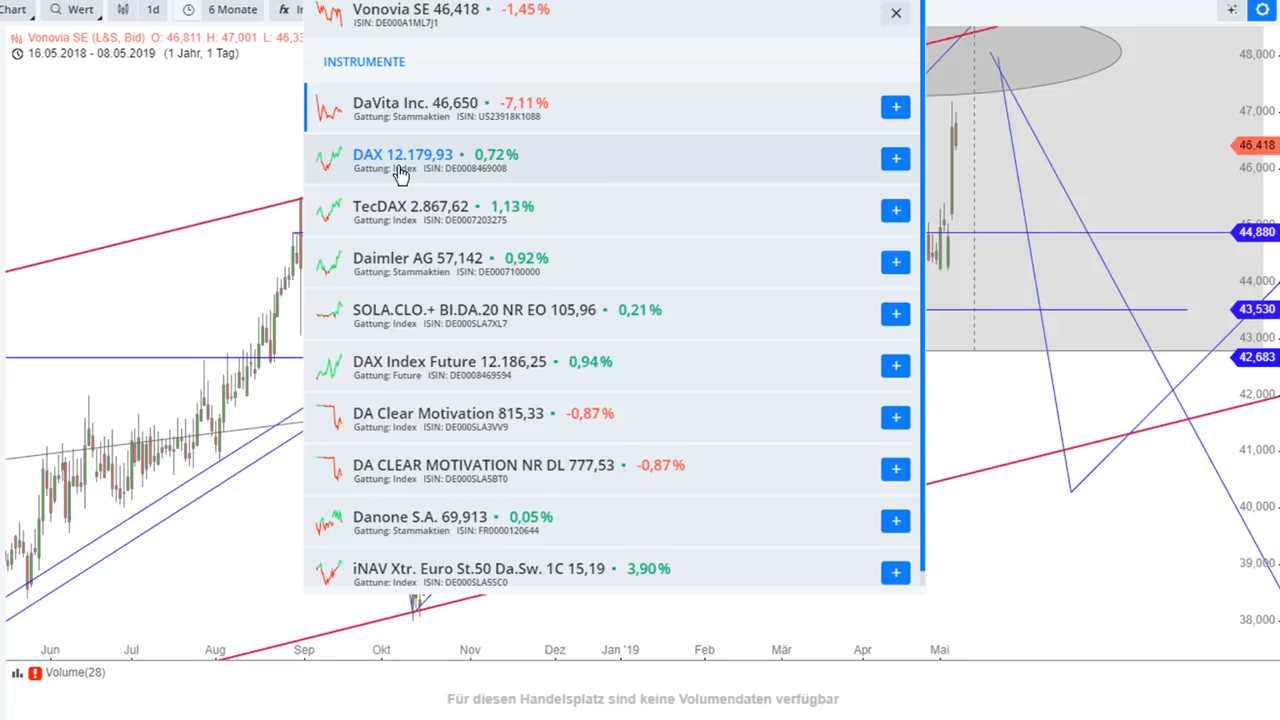 Chart
Wert
1d
6 Monate
fx
Vonovia SE (L&S, Bid) O: 46,811 H: 47,001 L: 46,33
16.05.2018 - 08.05.2019 (1 Jahr, 1 Tag)
Vonovia SE 46,418 • -1,45 %
ISIN: DE000A1ML7J1
INSTRUMENTE
DaVita Inc. 46,650 • -7,11 %
Gattung: Stammaktien ISIN: US23918K1088
DAX 12.179,93 • 0,72 %
Gattung: Index ISIN: DE0008469008
TecDAX 2.867,62 • 1,13 %
Gattung: Index ISIN: DE0007203275
Daimler AG 57,142 • 0,92 %
Gattung: Stammaktien ISIN: DE0007100000
SOLA.CLO.+ BI.DA.20 NR EO 105,96 • 0,21 %
Gattung: Index ISIN: DE000SLA7XL7
DAX Index Future 12.186,25 • 0,94 %
Gattung: Future ISIN: DE0008469594
DA Clear Motivation 815,33 • -0,87 %
Gattung: Index ISIN: DE000SLA3VV9
DA CLEAR MOTIVATION NR DL 777,53 • -0,87 %
Gattung: Index ISIN: DE000SLA5BT0
Danone S.A. 69,913 • 0,05 %
Gattung: Stammaktien ISIN: FR0000120644
iNAV Xtr. Euro St.50 Da.Sw. 1C 15,19 • 3,90 %
Gattung: Index ISIN: DE000SLA5SC0
48,000
47,000
46,418
46,000
44,880
44,000
43,530
43,000
42,683
42,000
41,000
40,000
39,000
38,000
Jun
Jul
Aug
Sep
Okt
Nov
Dez
Jan '19
Feb
Mär
Apr
Mai
Volume(28)
Für diesen Handelsplatz sind keine Volumendaten verfügbar